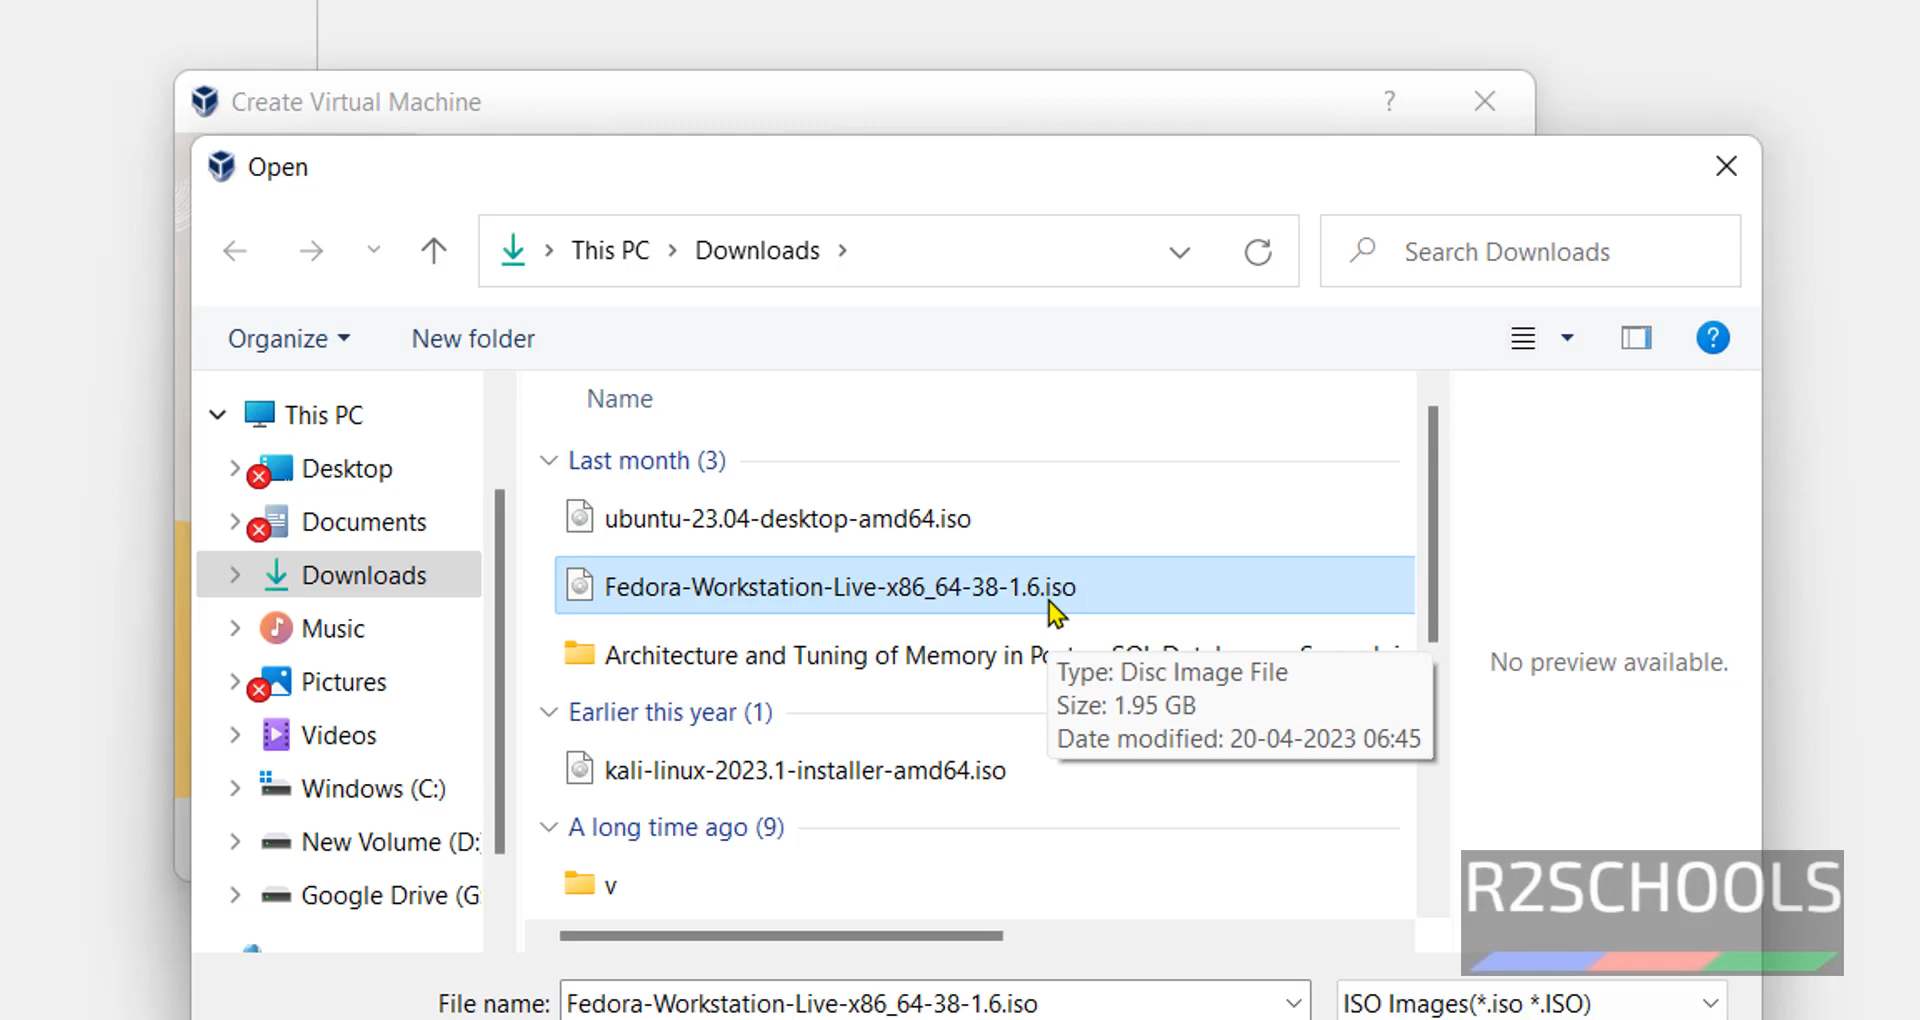 Create Virtual Machine
?
Open
This PC
Downloads
Search Downloads
Organize
New folder
?
Name
This PC
Desktop
Documents
Downloads
Music
Pictures
Videos
Windows (C:)
New Volume (D:
Google Drive (G:
Last month (3)
ubuntu-23.04-desktop-amd64.iso
Fedora-Workstation-Live-x86_64-38-1.6.iso
Architecture and Tuning of Memory in
Type: Disc Image File
Size: 1.95 GB
Date modified: 20-04-2023 06:45
Earlier this year (1)
kali-linux-2023.1-installer-amd64.iso
A long time ago (9)
v
No preview available.
R2SCHOOLS
File name:
Fedora-Workstation-Live-x86_64-38-1.6.iso
ISO Images(*.iso *.ISO)